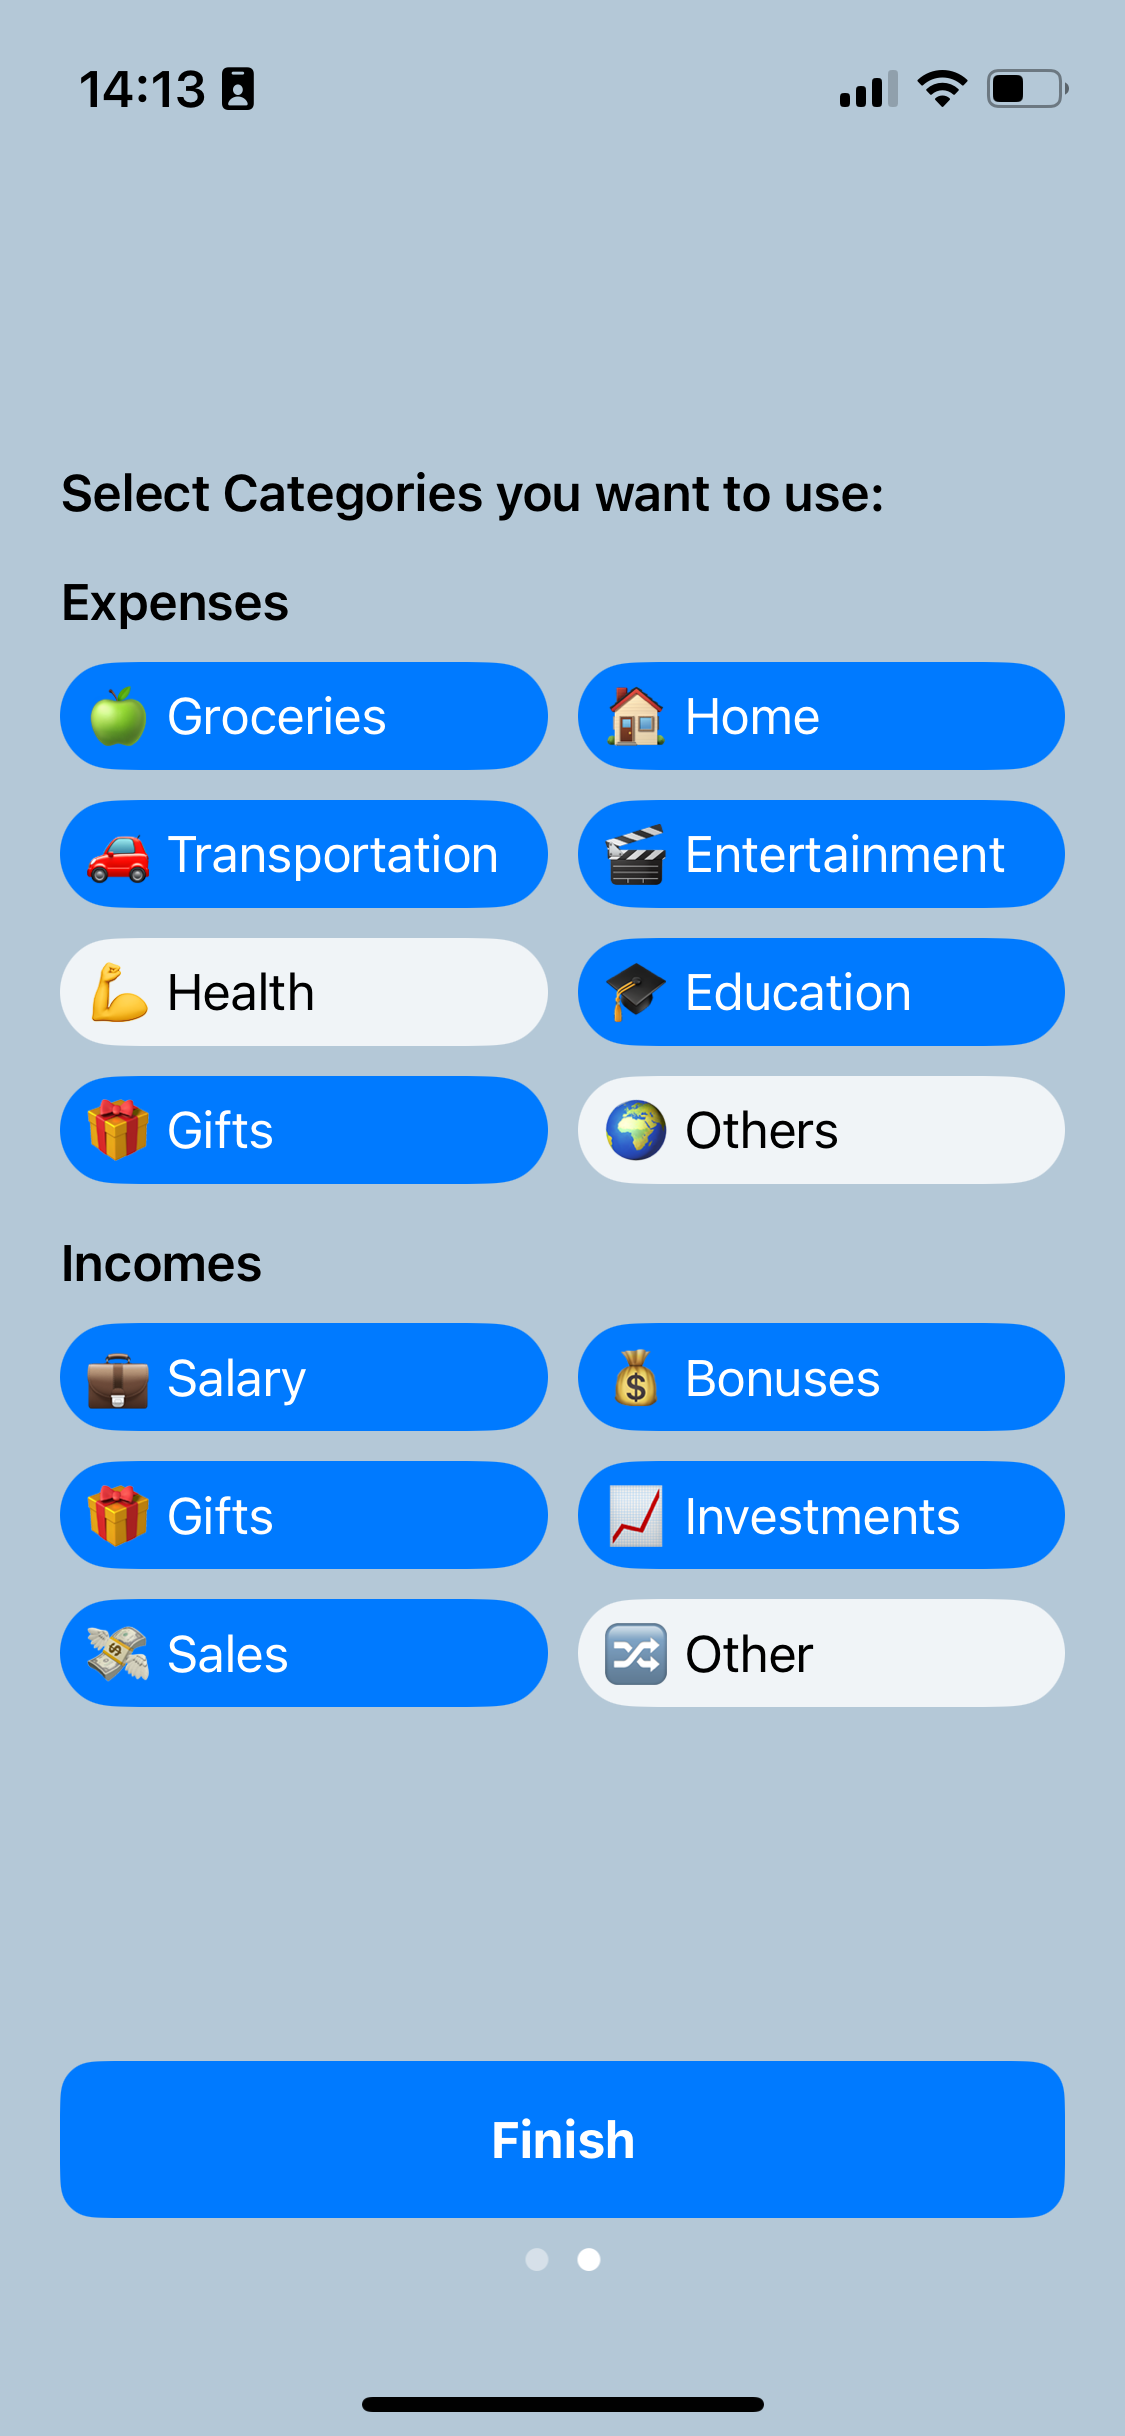 14:13
Select Categories you want to use:
Expenses
Groceries
Home
Transportation
Entertainment
Health
Education
Gifts
Others
Incomes
Salary
Bonuses
Gifts
Investments
Sales
Other
Finish